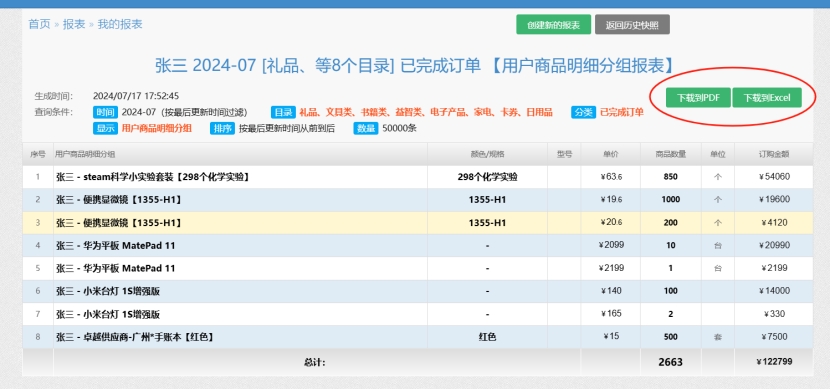 首页 » 报表 » 我的报表
创建新的报表 返回历史快照
张三 2024-07 [礼品、等8个目录] 已完成订单 【用户商品明细分组报表】
生成时间: 2024/07/17 17:52:45
下载到PDF 下载到Excel
查询条件: 时间 2024-07（按最后更新时间过滤） 目录 礼品、文目类、书籍类、益智类、电子产品、家电、卡券、日用品 分类 已完成订单
显示 用户商品明细分组 排序 按最后更新时间从前到后 数量 50000条
序号 用户商品明细分组 颜色/规格 型号 单价 商品数量 单位 订购金额
1 张三 - steam科学小实验套装【298个化学实验】 298个化学实验 ¥63.6 850 个 ¥54060
2 张三 - 便携显微镜【1355-H1】 1355-H1 ¥19.6 1000 个 ¥19600
3 张三 - 便携显微镜【1355-H1】 1355-H1 ¥20.6 200 个 ¥4120
4 张三 - 华为平板 MatePad 11 - ¥2099 10 台 ¥20990
5 张三 - 华为平板 MatePad 11 - ¥2199 1 台 ¥2199
6 张三 - 小米台灯 1S增强版 - ¥140 100 ¥14000
7 张三 - 小米台灯 1S增强版 - ¥165 2 ¥330
8 张三 - 卓越供应商-广州*手账本【红色】 红色 ¥15 500 套 ¥7500
总计: 2663 ¥122799